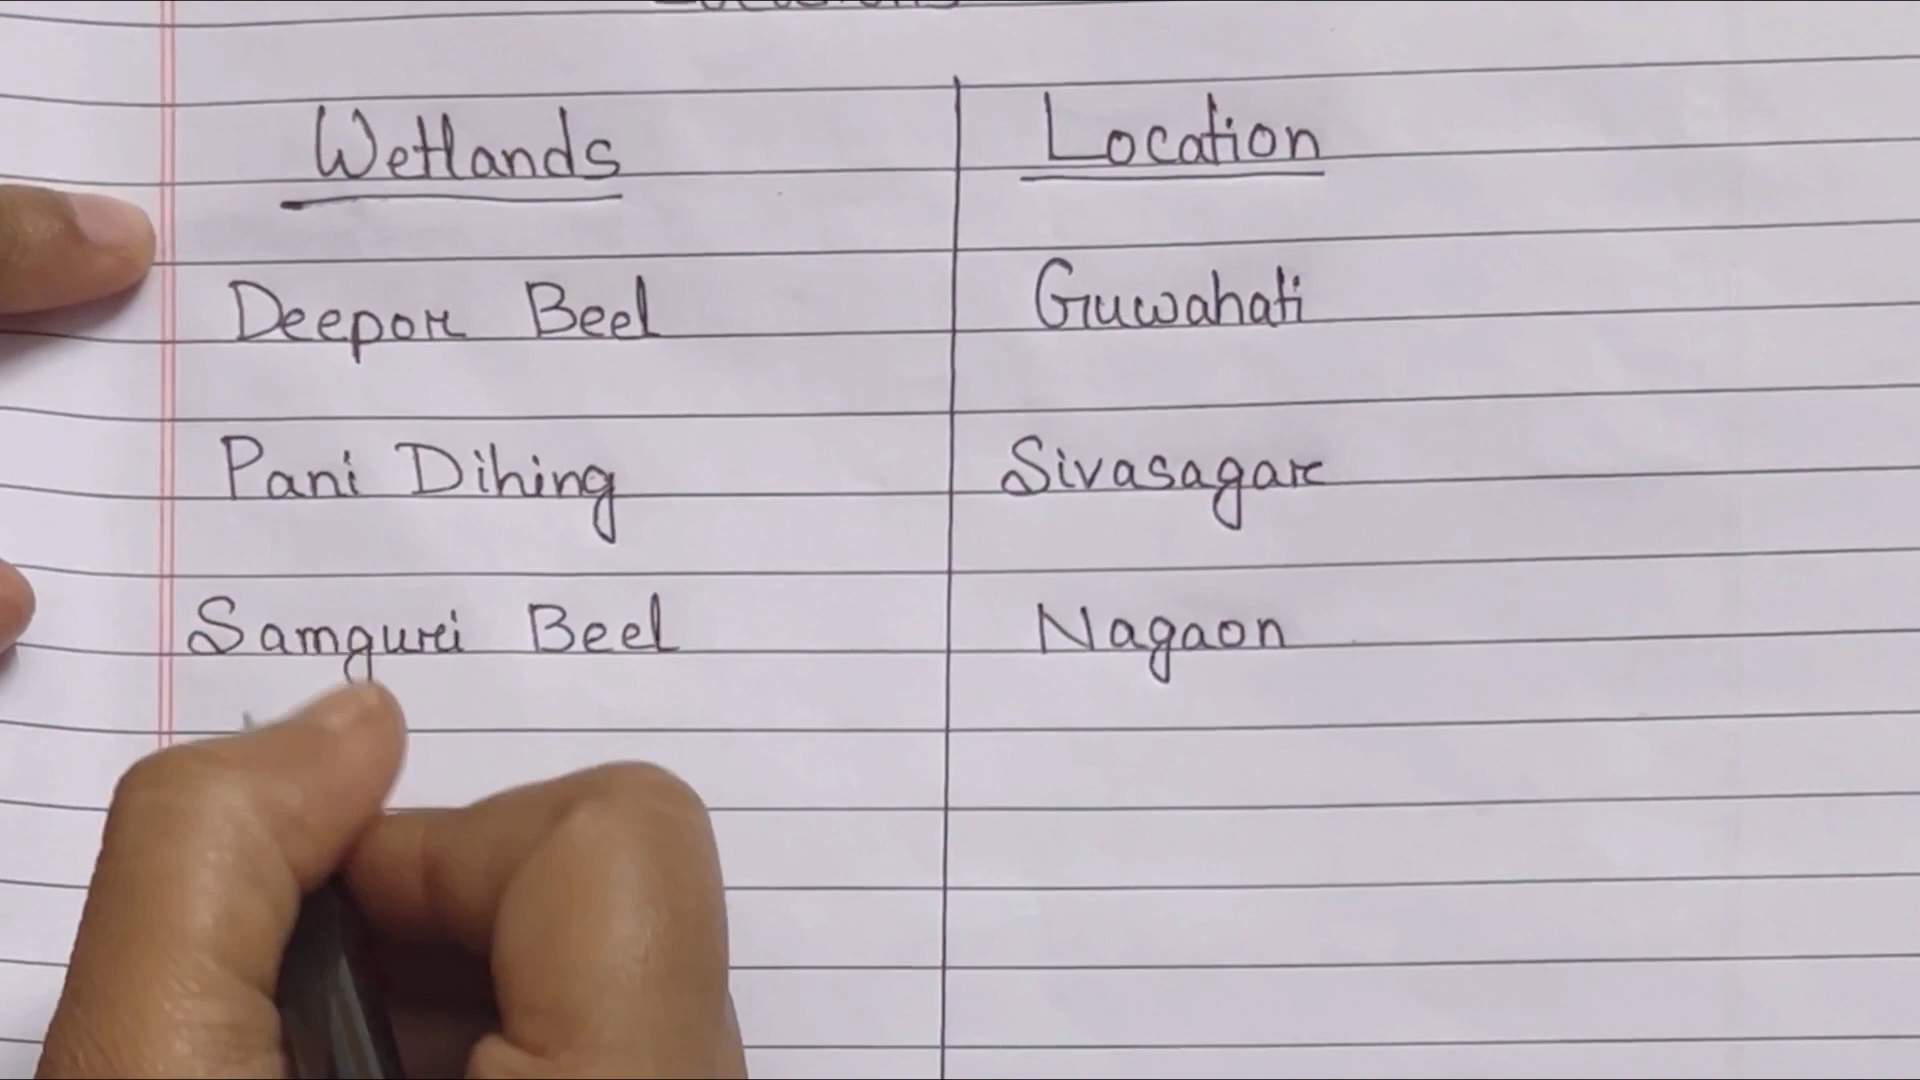 Wetlands Location
Deepor Beel Guwahati
Pani Dihing Sivasagar
Samguri Beel Nagaon